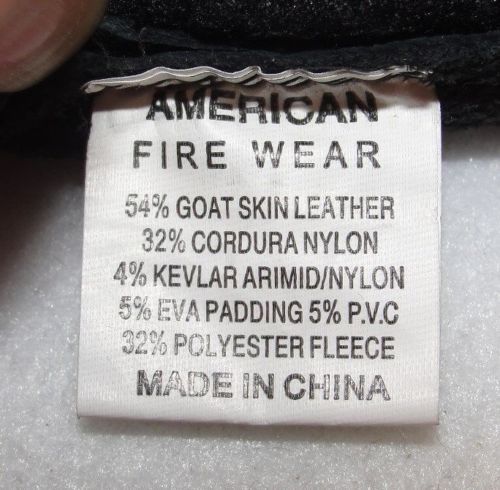 AMERICAN
FIRE WEAR
54% GOAT SKIN LEATHER
32% CORDURA NYLON
4% KEVLAR ARIMID/NYLON
5% EVA PADDING 5% P.V.C
32% POLYESTER FLEECE
MADE IN CHINA